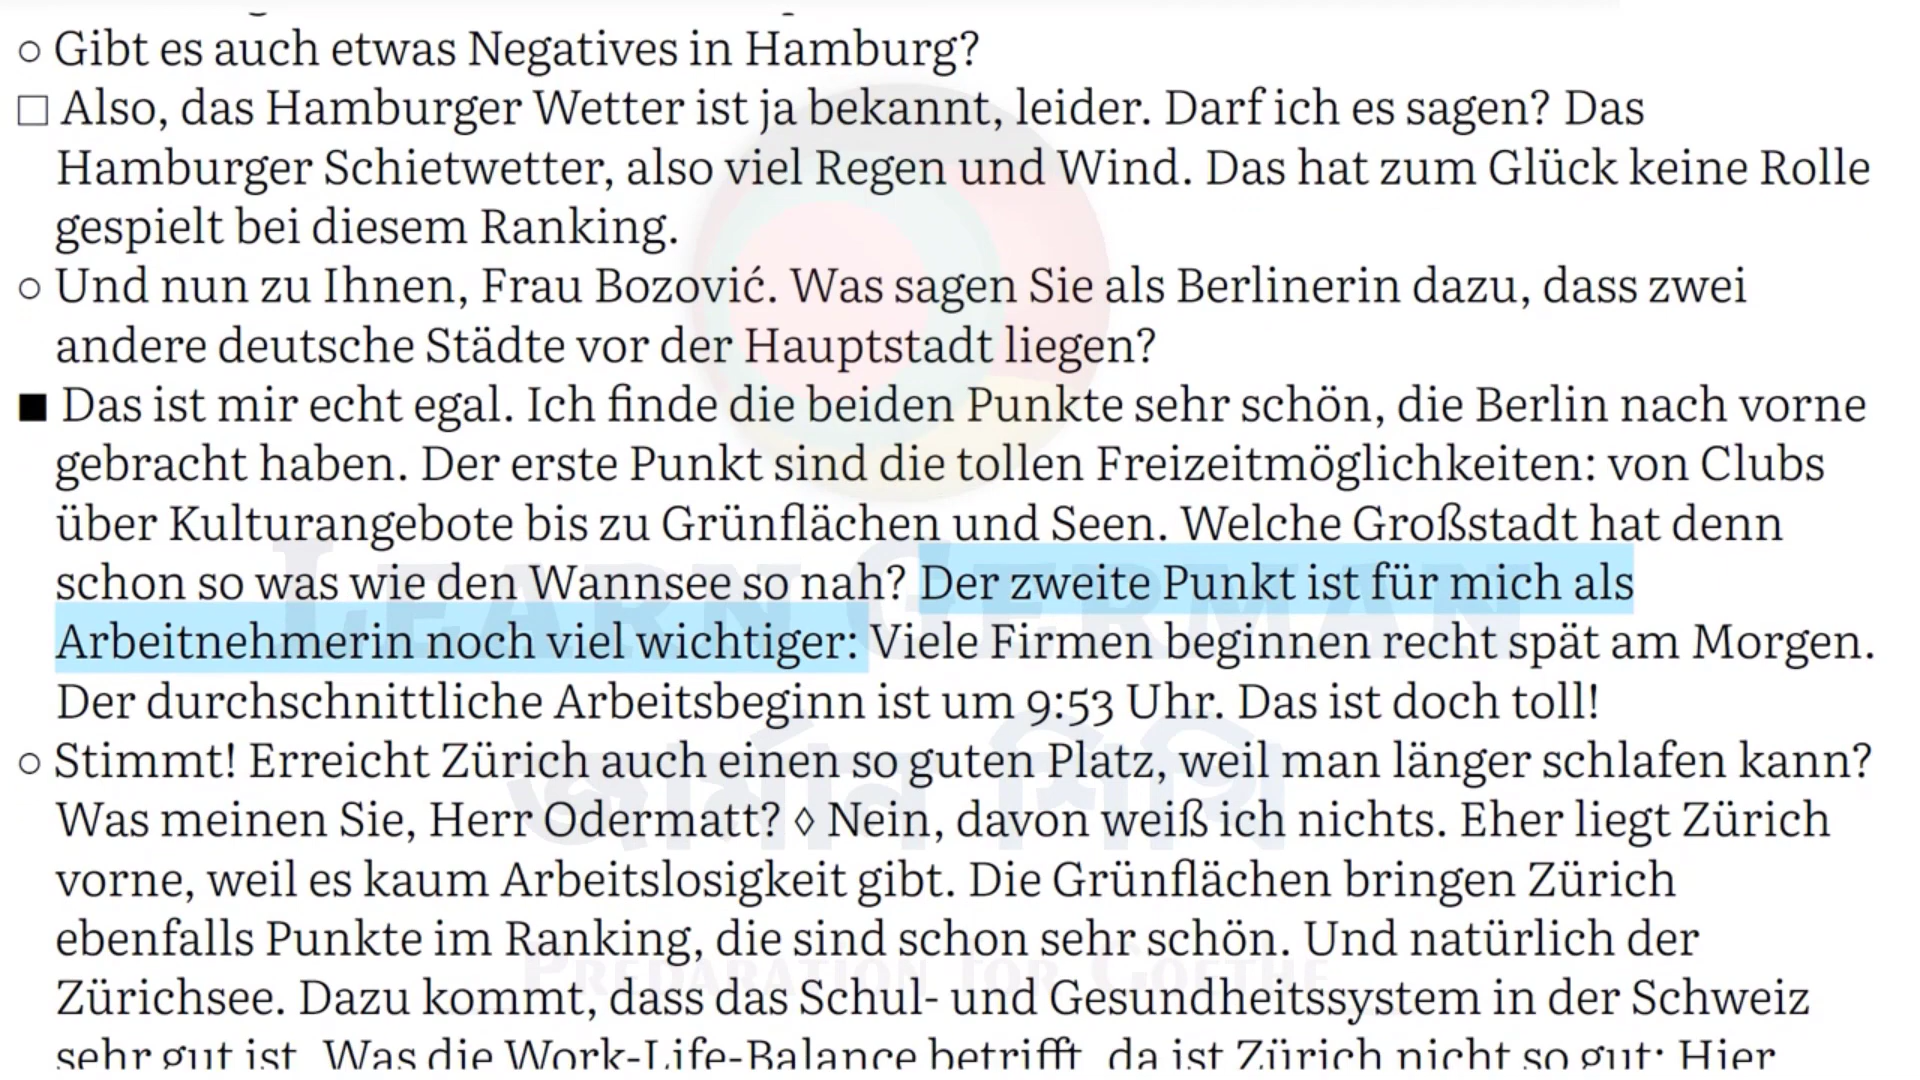 ○ Gibt es auch etwas Negatives in Hamburg?
□ Also, das Hamburger Wetter ist ja bekannt, leider. Darf ich es sagen? Das
Hamburger Schietwetter, also viel Regen und Wind. Das hat zum Glück keine Rolle
gespielt bei diesem Ranking.
○ Und nun zu Ihnen, Frau Bozović. Was sagen Sie als Berlinerin dazu, dass zwei
andere deutsche Städte vor der Hauptstadt liegen?
■ Das ist mir echt egal. Ich finde die beiden Punkte sehr schön, die Berlin nach vorne
gebracht haben. Der erste Punkt sind die tollen Freizeitmöglichkeiten: von Clubs
über Kulturangebote bis zu Grünflächen und Seen. Welche Großstadt hat denn
schon so was wie den Wannsee so nah? Der zweite Punkt ist für mich als
Arbeitnehmerin noch viel wichtiger: Viele Firmen beginnen recht spät am Morgen.
Der durchschnittliche Arbeitsbeginn ist um 9:53 Uhr. Das ist doch toll!
○ Stimmt! Erreicht Zürich auch einen so guten Platz, weil man länger schlafen kann?
Was meinen Sie, Herr Odermatt? ◊ Nein, davon weiß ich nichts. Eher liegt Zürich
vorne, weil es kaum Arbeitslosigkeit gibt. Die Grünflächen bringen Zürich
ebenfalls Punkte im Ranking, die sind schon sehr schön. Und natürlich der
Zürichsee. Dazu kommt, dass das Schul- und Gesundheitssystem in der Schweiz
sehr gut ist. Was die Work-Life-Balance betrifft, da ist Zürich nicht so gut: Hier
LEARN GERMAN
জার্মান শিখি
PREPARATION FOR GOETHE